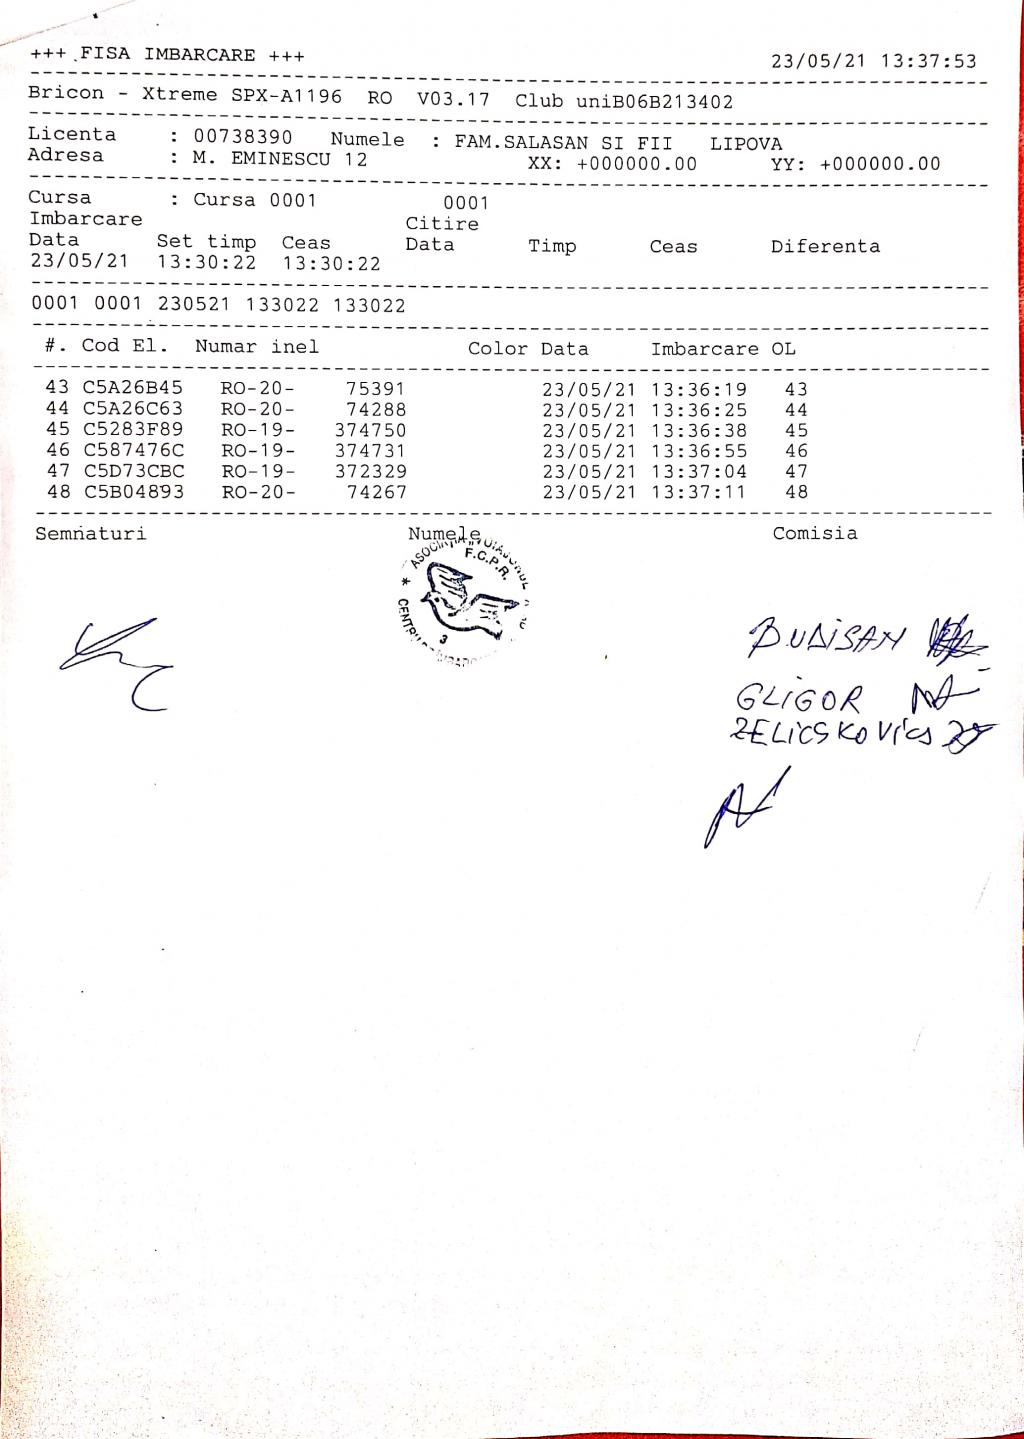 +++ FISA IMBARCARE +++ 23/05/21 13:37:53
Bricon - Xtreme SPX-A1196 RO V03.17 Club uniB06B213402
Licenta : 00738390 Numele : FAM.SALASAN SI FII LIPOVA
Adresa : M. EMINESCU 12 XX: +000000.00 YY: +000000.00
Cursa : Cursa 0001 0001
Imbarcare Citire
Data Set timp Ceas Data Timp Ceas Diferenta
23/05/21 13:30:22 13:30:22
0001 0001 230521 133022 133022
#. Cod El. Numar inel Color Data Imbarcare OL
43 C5A26B45 RO-20- 75391 23/05/21 13:36:19 43
44 C5A26C63 RO-20- 74288 23/05/21 13:36:25 44
45 C5283F89 RO-19- 374750 23/05/21 13:36:38 45
46 C587476C RO-19- 374731 23/05/21 13:36:55 46
47 C5D73CBC RO-19- 372329 23/05/21 13:37:04 47
48 C5B04893 RO-20- 74267 23/05/21 13:37:11 48
Semnaturi Numele Comisia
F.C.P.R.
3
BUDISAN
GLIGOR
ZELICSKOVICS